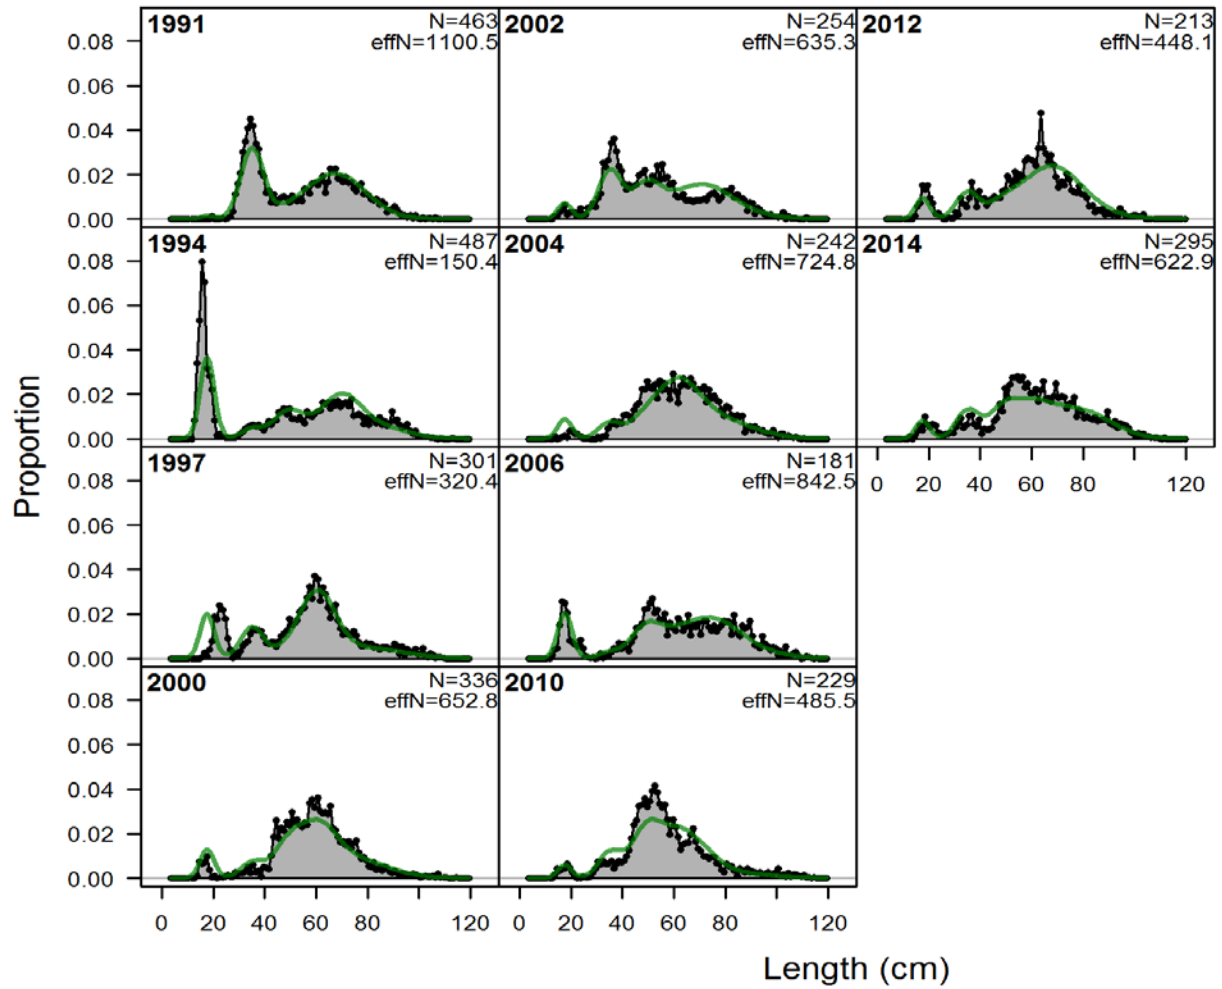 1991 N=463 2002 N=254 2012 N=213
effN=1100.5 effN=635.3 effN=448.1
0.08
0.06
0.04
0.02
0.00
1994 N=487 2004 N=242 2014 N=295
effN=150.4 effN=724.8 effN=622.9
0.08
0.06
0.04
0.02
0.00
1997 N=301 2006 N=181
effN=320.4 effN=842.5
0.08
0.06
0.04
0.02
0.00
0 20 40 60 80 120
2000 N=336 2010 N=229
effN=652.8 effN=485.5
0.08
0.06
0.04
0.02
0.00
0 20 40 60 80 120 0 20 40 60 80 120
Proportion
Length (cm)